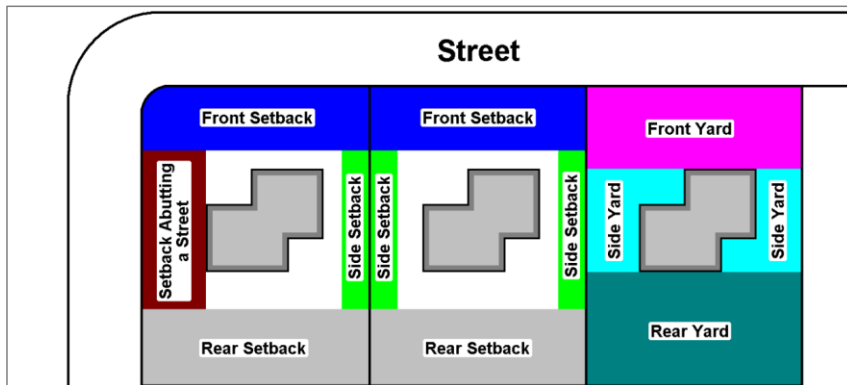 Street
Front Setback
Front Setback
Front Yard
Setback Abutting
a Street
Side Setback
Side Setback
Side Setback
Side Yard
Side Yard
Rear Setback
Rear Setback
Rear Yard